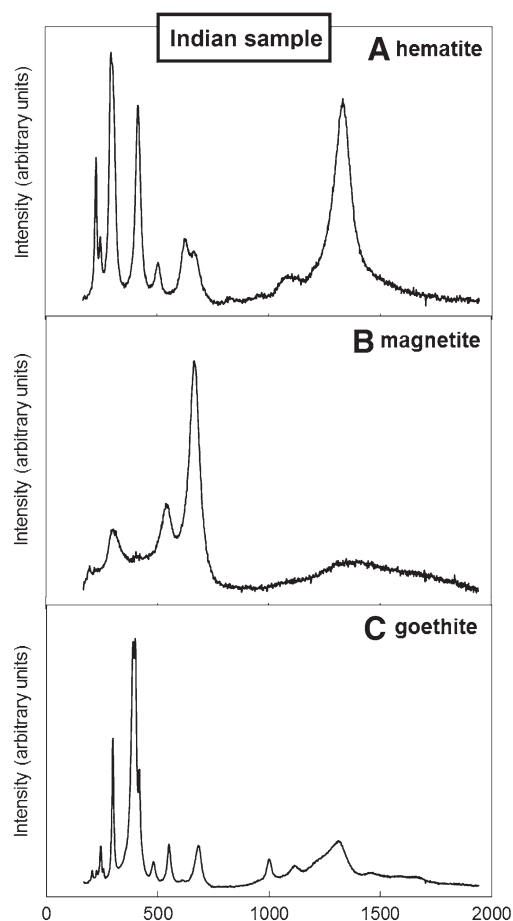 Indian sample
A hematite
Intensity (arbitrary units)
B magnetite
Intensity (arbitrary units)
C goethite
Intensity (arbitrary units)
0 500 1000 1500 2000